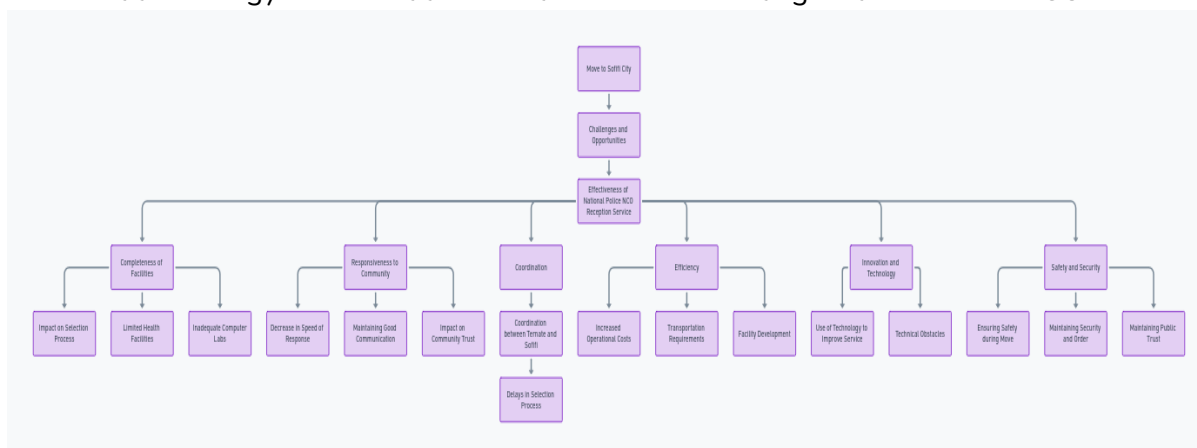 Move to Sofifi City
Challenges and
Opportunities
Effectiveness of
National Police NCO
Reception Service
Completeness of
Facilities
Responsiveness to
Community
Coordination
Efficiency
Innovation and
Technology
Safety and Security
Impact on Selection
Process
Limited Health
Facilities
Inadequate Computer
Labs
Decrease in Speed of
Response
Maintaining Good
Communication
Impact on
Community Trust
Coordination
between Ternate and
Sofifi
Increased
Operational Costs
Transportation
Requirements
Facility Development
Use of Technology to
Improve Service
Technical Obstacles
Ensuring Safety
during Move
Maintaining Security
and Order
Maintaining Public
Trust
Delays in Selection
Process